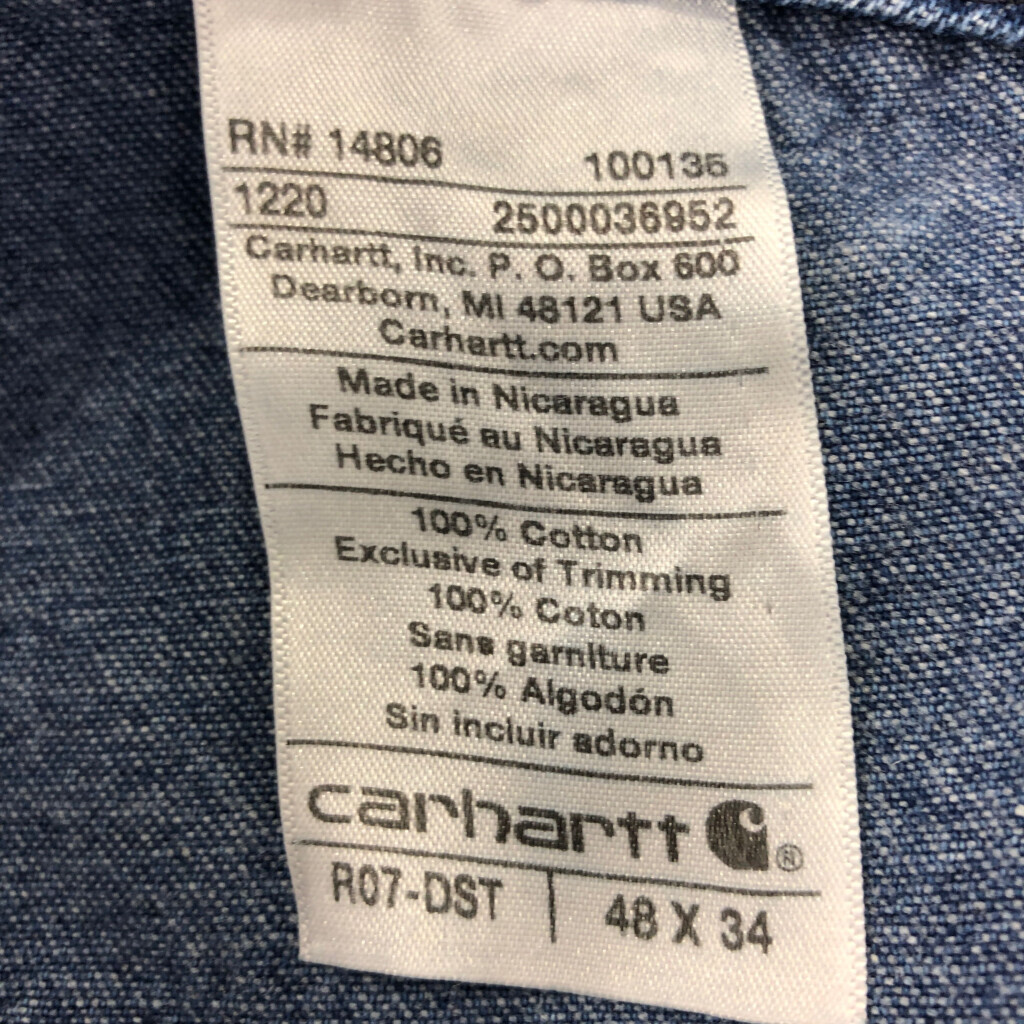 RN# 14806 100135
1220 2500036952
Carhartt, Inc. P. O. Box 600
Dearborn, MI 48121 USA
Carhartt.com
Made in Nicaragua
Fabriqué au Nicaragua
Hecho en Nicaragua
100% Cotton
Exclusive of Trimming
100% Coton
Sans garniture
100% Algodón
Sin incluir adorno
carhartt ®
R07-DST | 48 X 34